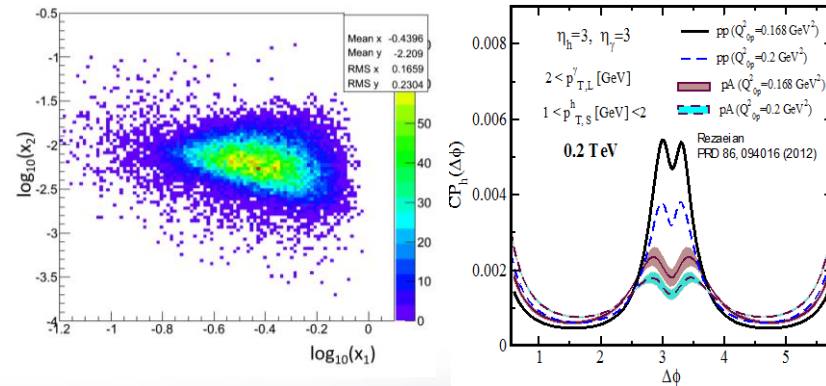 Mean x -0.4396
Mean y -2.209
RMS x 0.1659
RMS y 0.2304
-0.5
-1
-1.5
-2
-2.5
-3
-3.5
-4
log10(x2)
-1.2 -1 -0.8 -0.6 -0.4 -0.2 0
log10(x1)
50
40
30
20
10
0
0.008
0.006
0.004
0.002
0
CPh(Δϕ)
ηh=3, ηγ=3
2 < pγT,L [GeV]
1 < phT,S [GeV] < 2
0.2 TeV
pp (Q20p=0.168 GeV2)
pp (Q20p=0.2 GeV2)
pA (Q20p=0.168 GeV2)
pA (Q20p=0.2 GeV2)
Rezaeian
PRD 86, 094016 (2012)
1 2 3 4 5
Δϕ